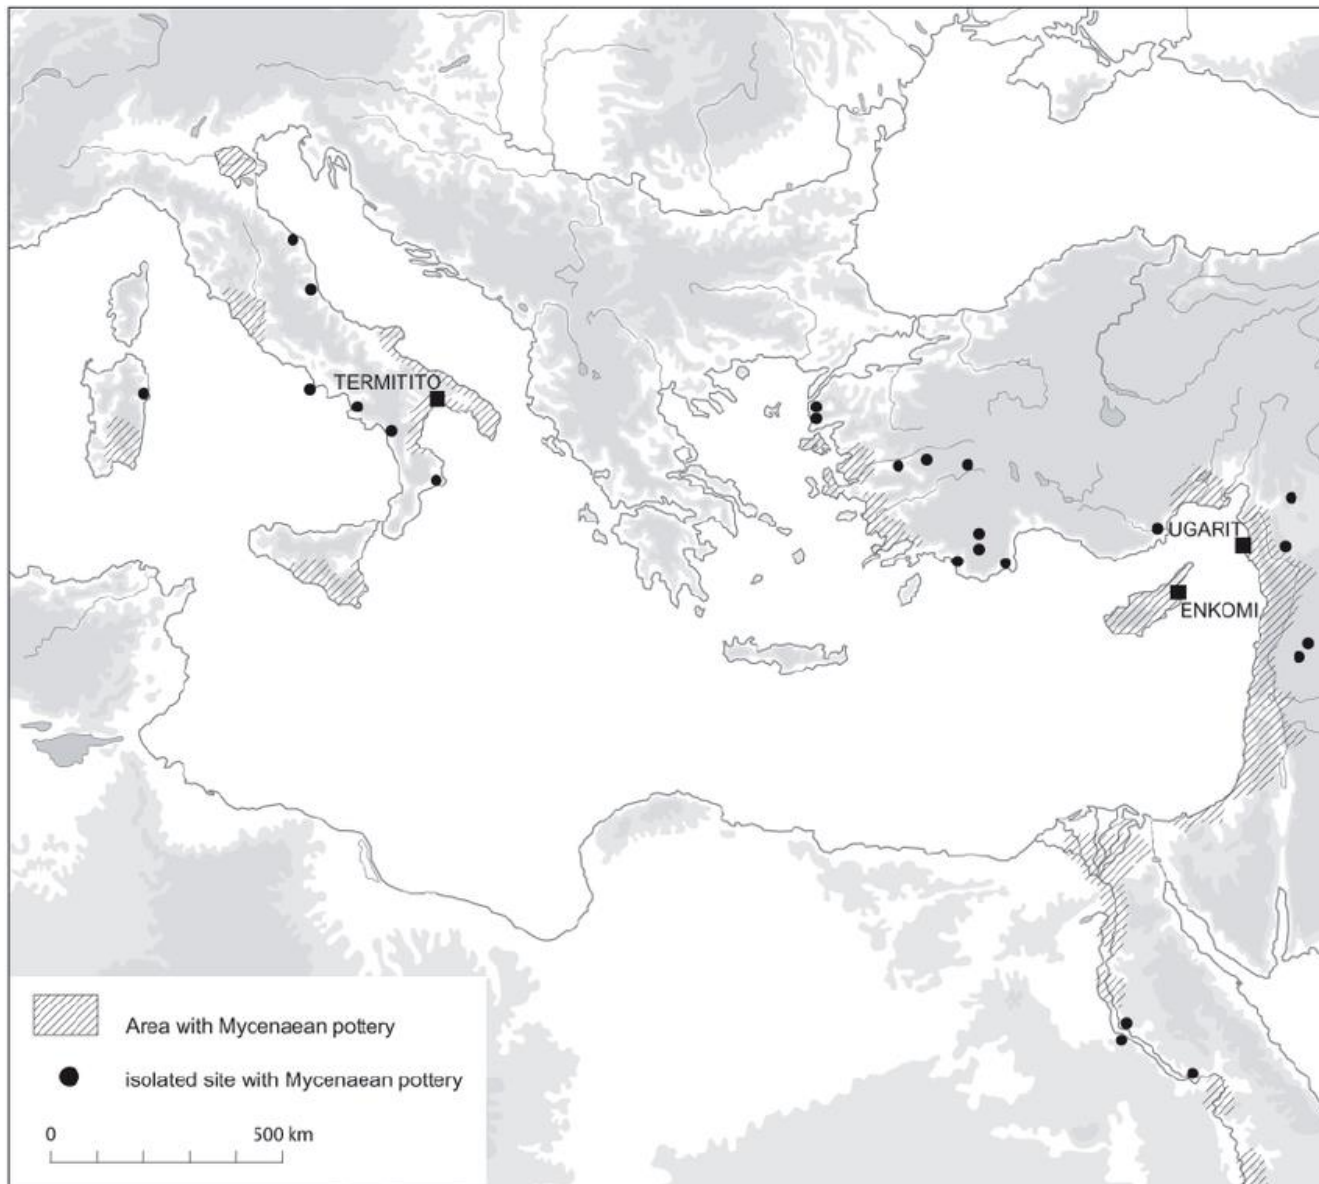 TERMITITO
UGARIT
ENKOMI
Area with Mycenaean pottery
isolated site with Mycenaean pottery
0 500 km